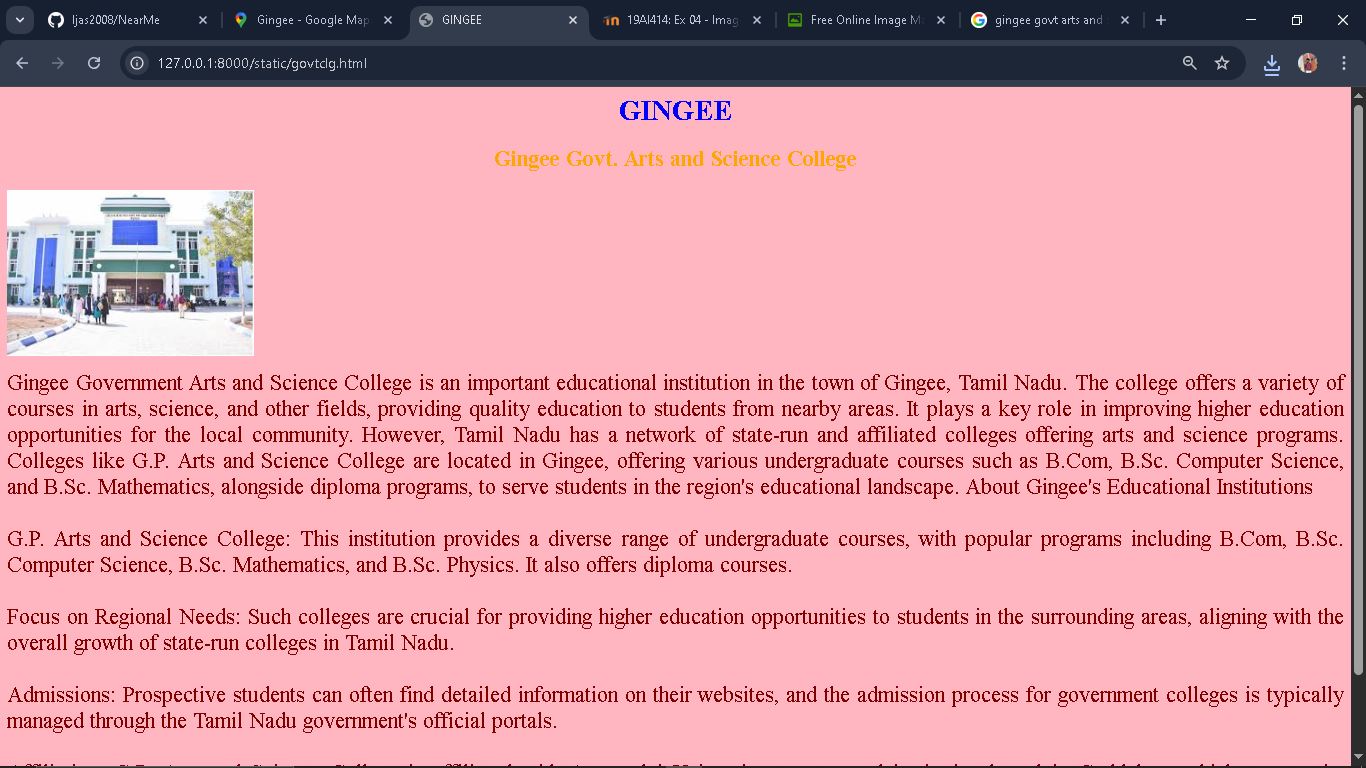 Ijas2008/NearMe
Gingee - Google Map
GINGEE
19AI414: Ex 04 - Imag
Free Online Image M
gingee govt arts and
127.0.0.1:8000/static/govtclg.html
GINGEE
Gingee Govt. Arts and Science College
Gingee Government Arts and Science College is an important educational institution in the town of Gingee, Tamil Nadu. The college offers a variety of
courses in arts, science, and other fields, providing quality education to students from nearby areas. It plays a key role in improving higher education
opportunities for the local community. However, Tamil Nadu has a network of state-run and affiliated colleges offering arts and science programs.
Colleges like G.P. Arts and Science College are located in Gingee, offering various undergraduate courses such as B.Com, B.Sc. Computer Science,
and B.Sc. Mathematics, alongside diploma programs, to serve students in the region's educational landscape. About Gingee's Educational Institutions
G.P. Arts and Science College: This institution provides a diverse range of undergraduate courses, with popular programs including B.Com, B.Sc.
Computer Science, B.Sc. Mathematics, and B.Sc. Physics. It also offers diploma courses.
Focus on Regional Needs: Such colleges are crucial for providing higher education opportunities to students in the surrounding areas, aligning with the
overall growth of state-run colleges in Tamil Nadu.
Admissions: Prospective students can often find detailed information on their websites, and the admission process for government colleges is typically
managed through the Tamil Nadu government's official portals.